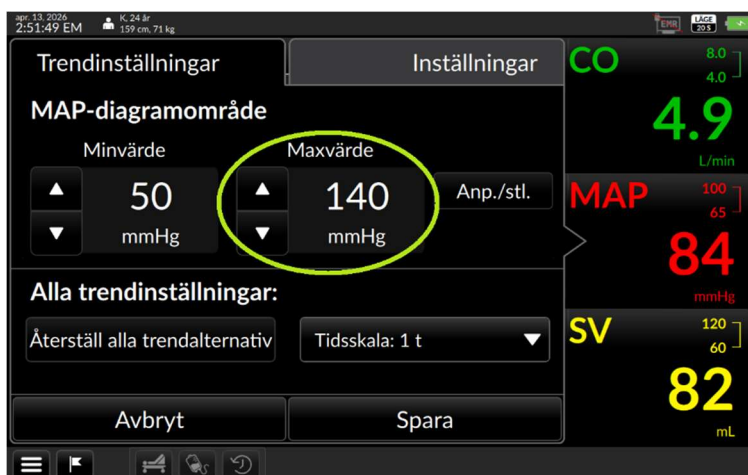 apr. 13, 2026
2:51:49 EM
K, 24 år
159 cm, 71 kg
EMR
LÄGE
20 S
Trendinställningar
Inställningar
MAP-diagramområde
Minvärde
Maxvärde
50
mmHg
140
mmHg
Anp./stl.
Alla trendinställningar:
Återställ alla trendalternativ
Tidsskala: 1 t
Avbryt
Spara
CO
8.0
4.0
4.9
L/min
MAP
100
65
84
mmHg
SV
120
60
82
mL